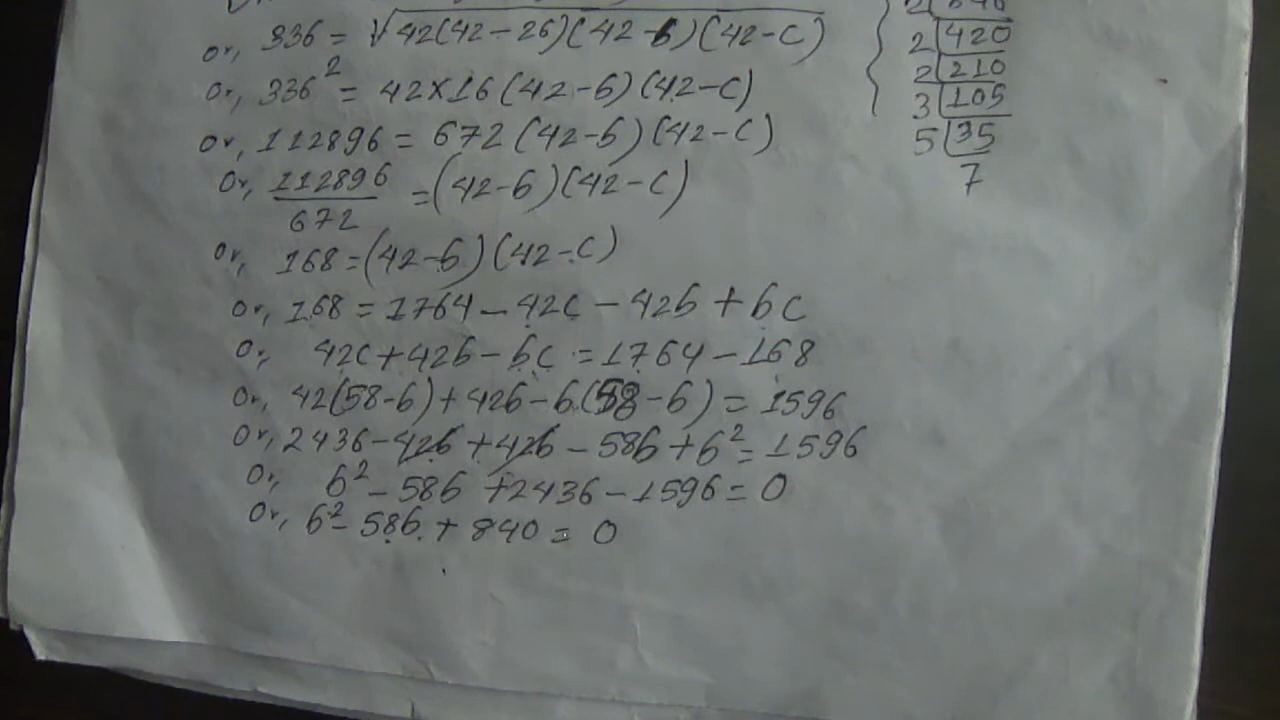 or, 336 = √42(42-26)(42-b)(42-c)
or, 336² = 42×16(42-b)(42-c)
or, 112896 = 672(42-b)(42-c)
or, 112896/672 = (42-b)(42-c)
or, 168 = (42-b)(42-c)
or, 168 = 1764 - 42c - 42b + bc
or, 42c + 42b - bc = 1764 - 168
or, 42(58-b) + 42b - b(58-b) = 1596
or, 2436 - 42b + 42b - 58b + b² = 1596
or, b² - 58b + 2436 - 1596 = 0
or, b² - 58b + 840 = 0
2 840
2 420
2 210
3 105
5 35
7